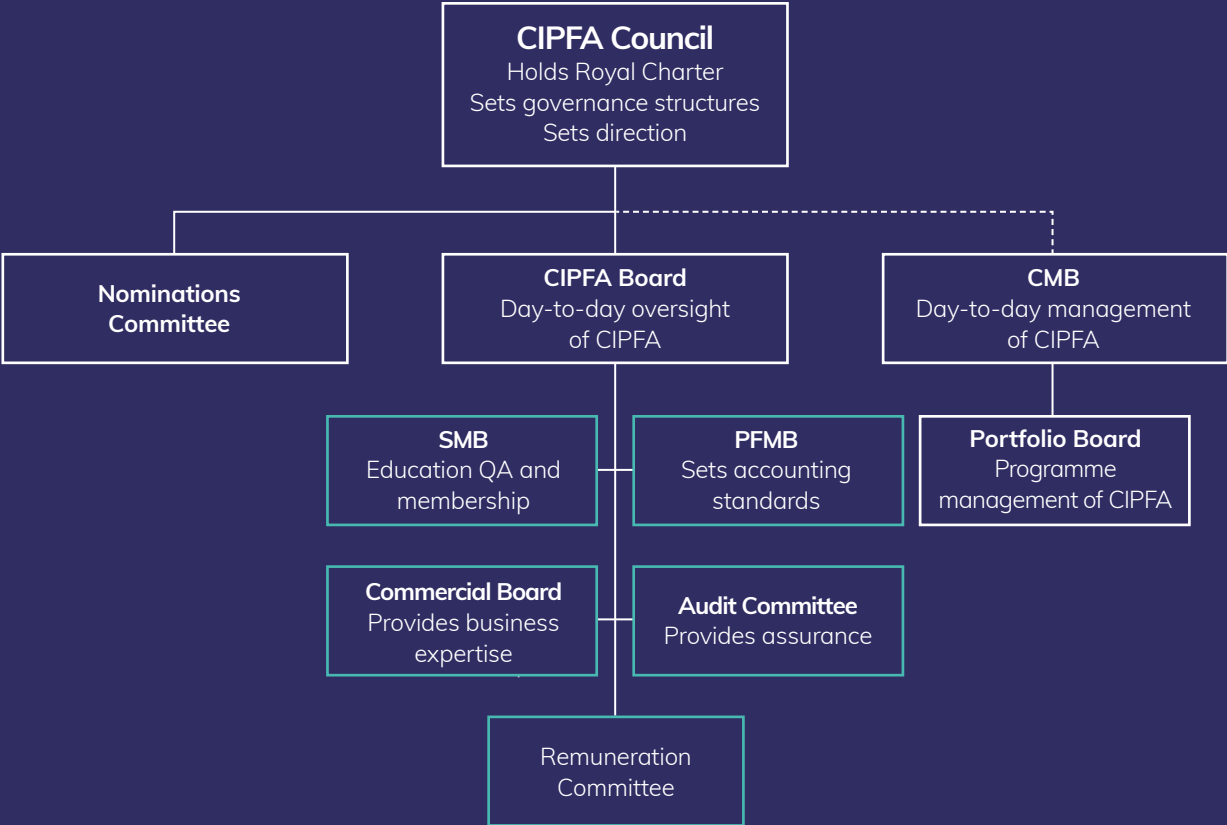 CIPFA Council
Holds Royal Charter
Sets governance structures
Sets direction
Nominations
Committee
CIPFA Board
Day-to-day oversight
of CIPFA
CMB
Day-to-day management
of CIPFA
SMB
Education QA and
membership
PFMB
Sets accounting
standards
Portfolio Board
Programme
management of CIPFA
Commercial Board
Provides business
expertise
Audit Committee
Provides assurance
Remuneration
Committee